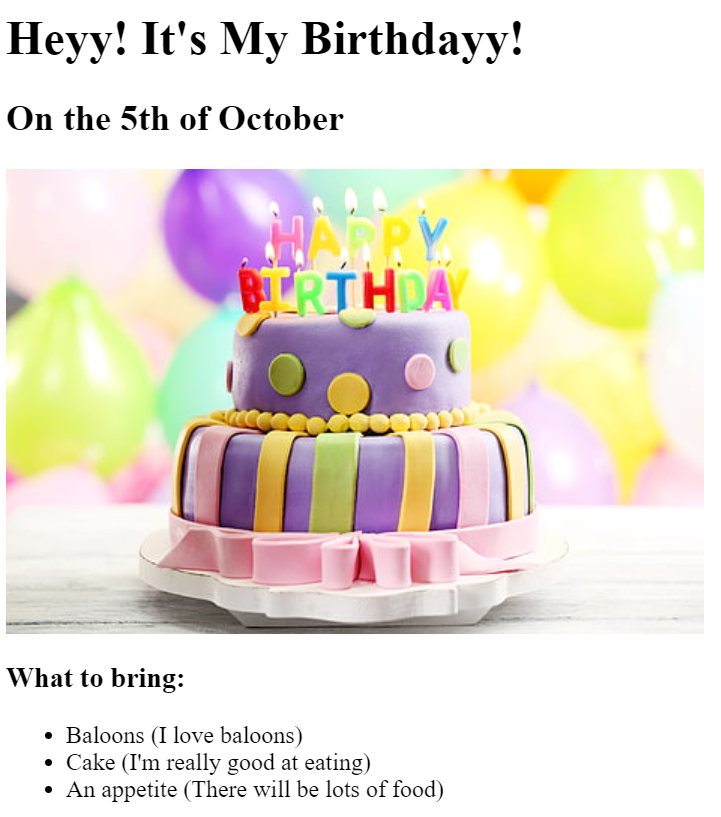 Heyy! It's My Birthdayy!
On the 5th of October
HAPPY
BIRTHDAY
What to bring:
Baloons (I love baloons)
Cake (I'm really good at eating)
An appetite (There will be lots of food)